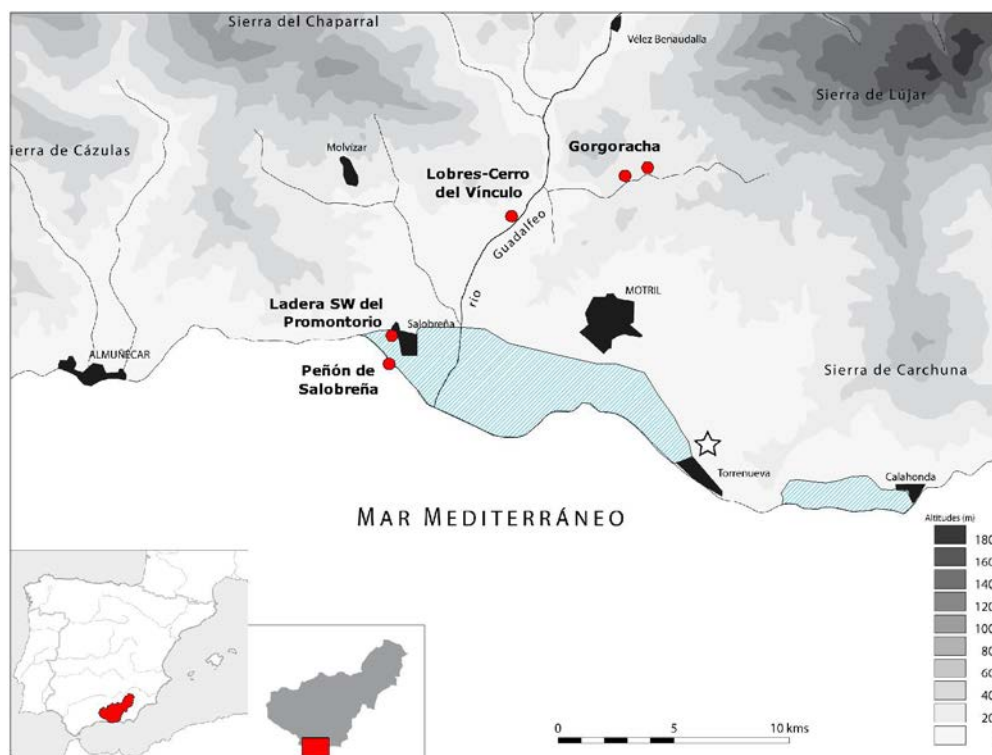 Sierra del Chaparral
Vélez Benaudalla
Sierra de Lújar
ierra de Cázulas
Molvízar
Gorgoracha
Lobres-Cerro
del Vínculo
río
Guadalfeo
MOTRIL
Ladera SW del
Promontorio
Salobreña
ALMUÑÉCAR
Peñón de
Salobreña
Sierra de Carchuna
Torrenueva
Calahonda
MAR MEDITERRÁNEO
Altitudes (m)
180
160
140
120
100
80
60
40
20
0 5 10 kms